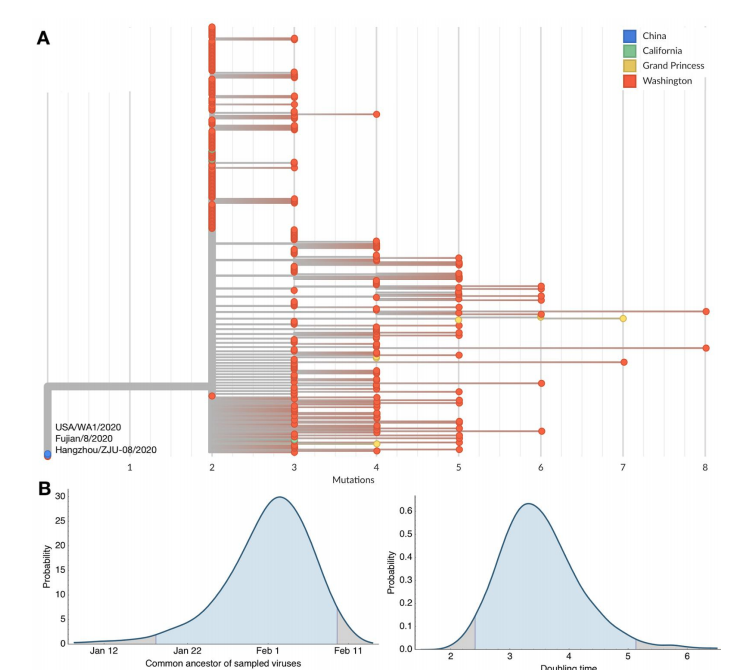 A
China
California
Grand Princess
Washington
USA/WA1/2020
Fujian/8/2020
Hangzhou/ZJU-08/2020
1 2 3 4 5 6 7 8
Mutations
B
30
25
20
15
10
5
0
Probability
Jan 12 Jan 22 Feb 1 Feb 11
Common ancestor of sampled viruses
0.6
0.5
0.4
0.3
0.2
0.1
0.0
Probability
2 3 4 5 6
Doubling time